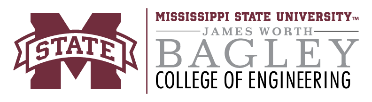 M
STATE
MISSISSIPPI STATE UNIVERSITY™
JAMES WORTH
BAGLEY
COLLEGE OF ENGINEERING